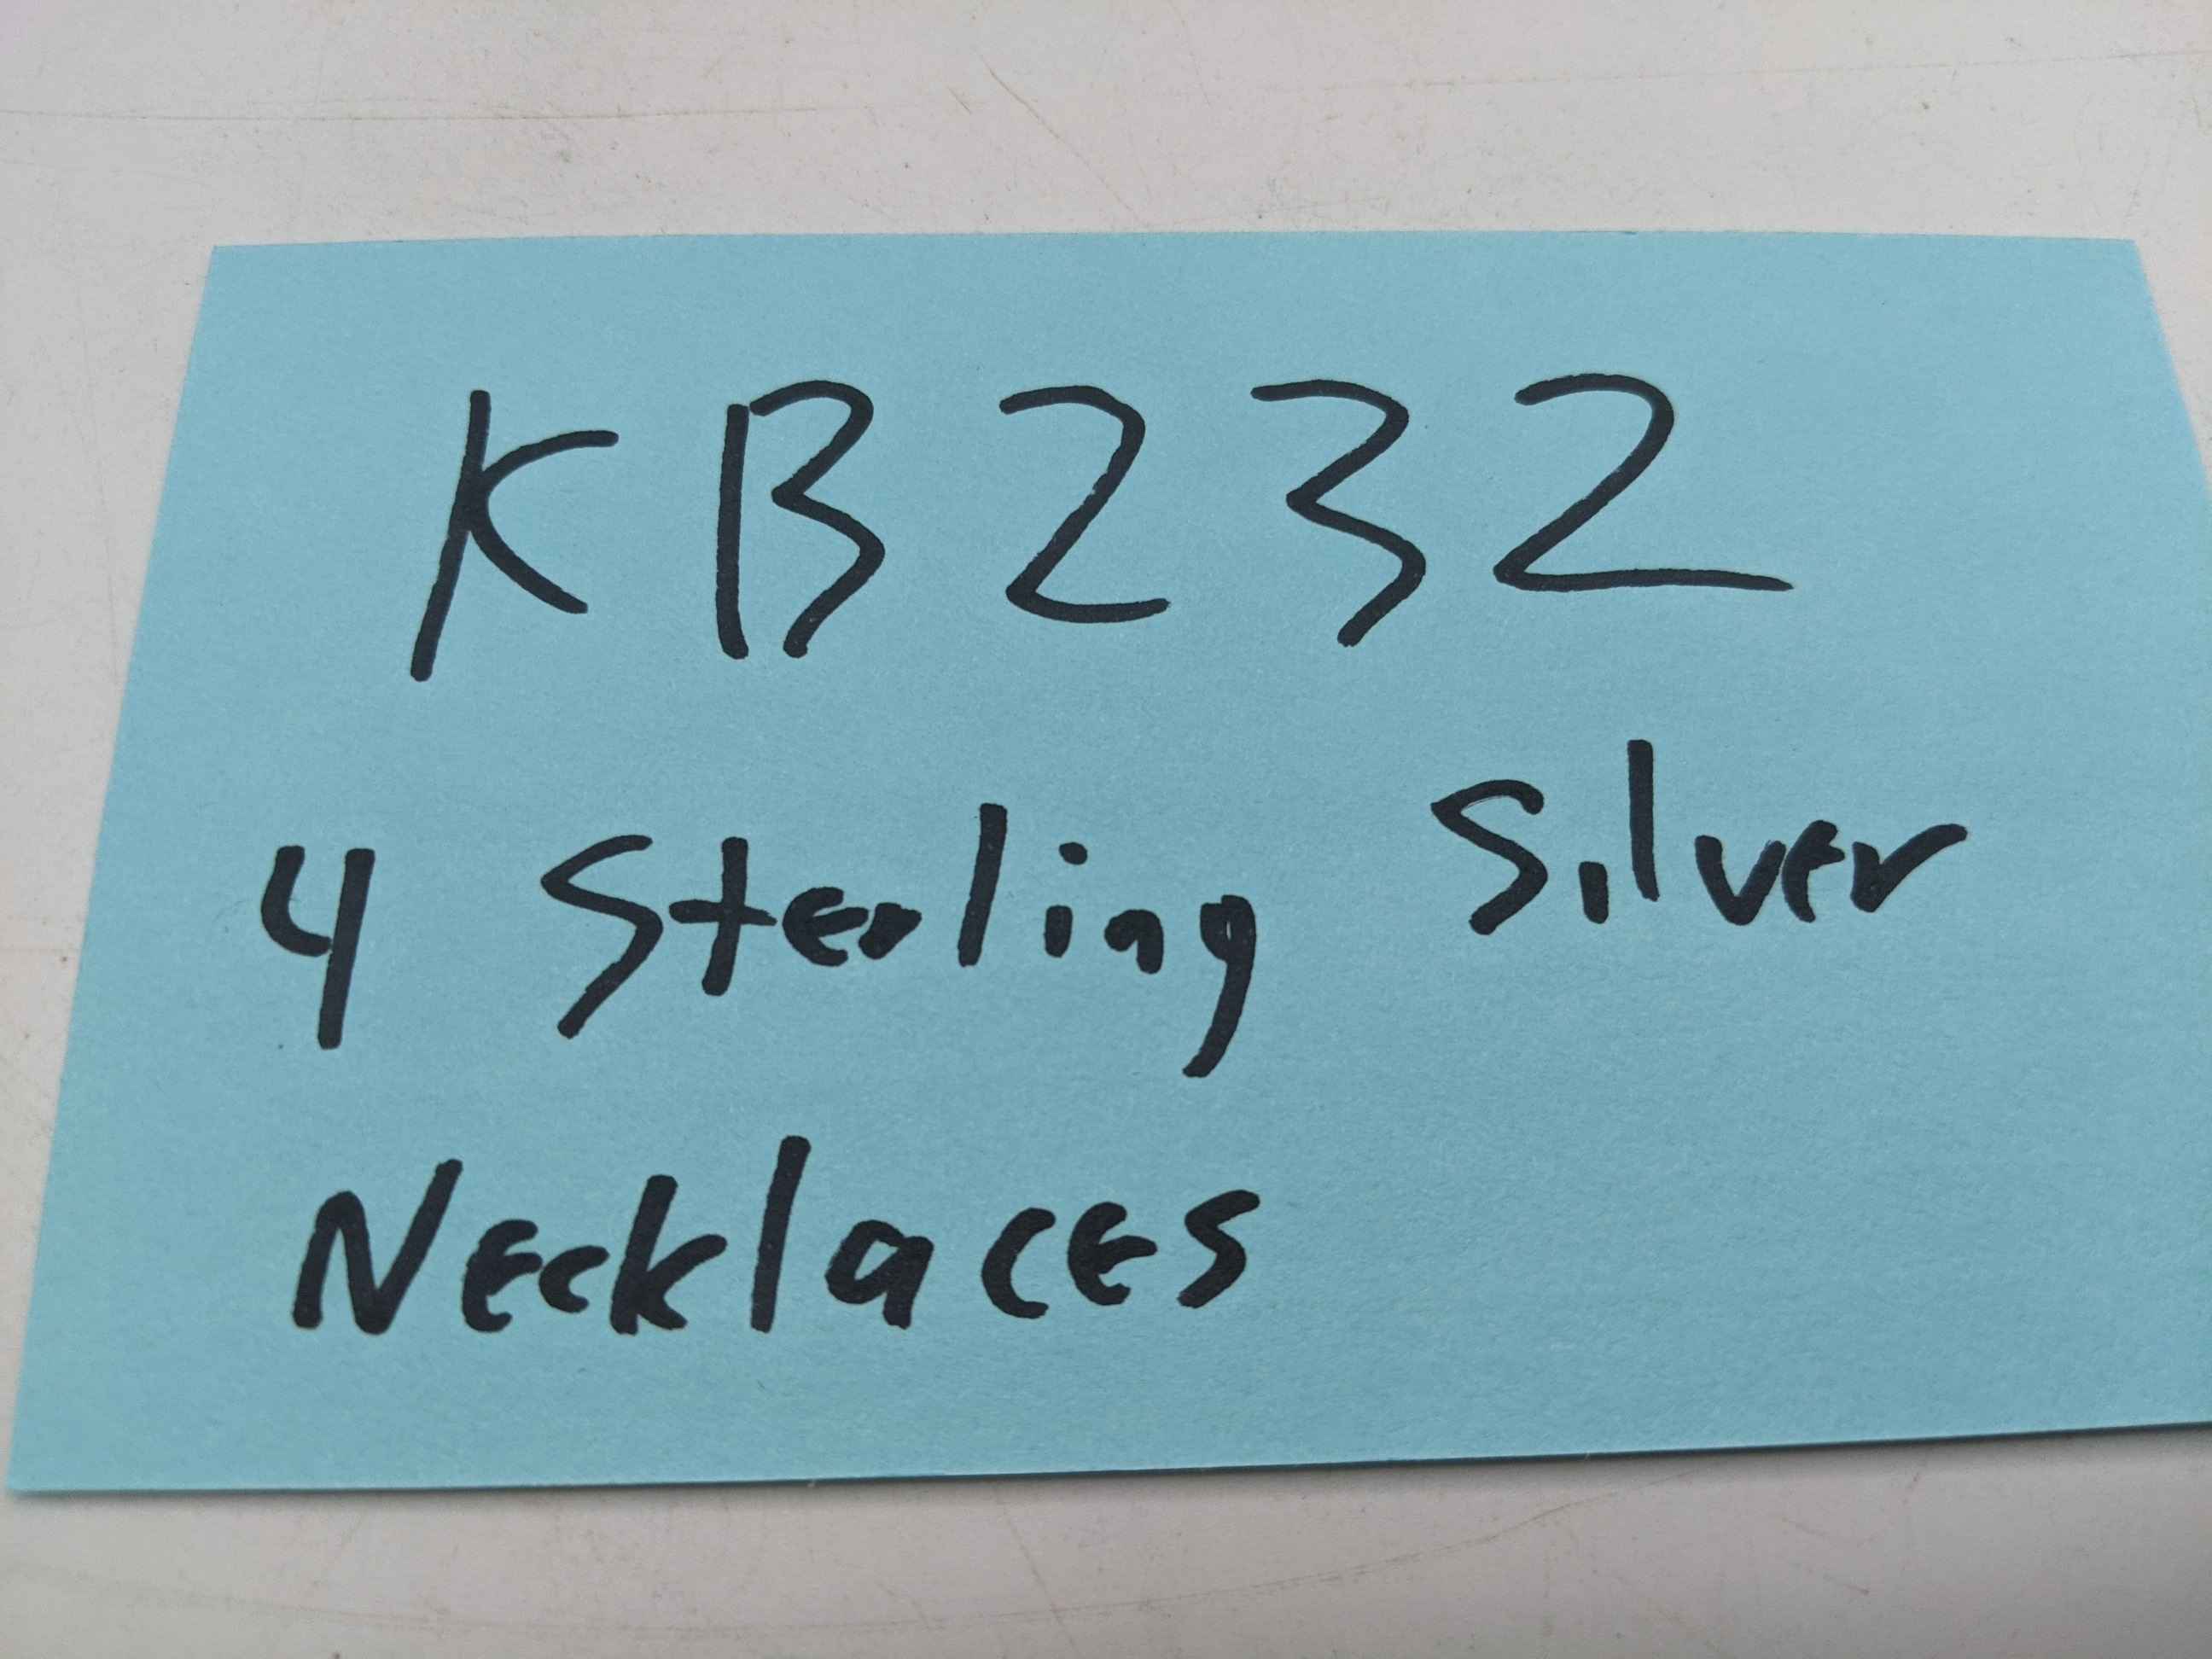 KB232
4 Sterling Silver
Necklaces